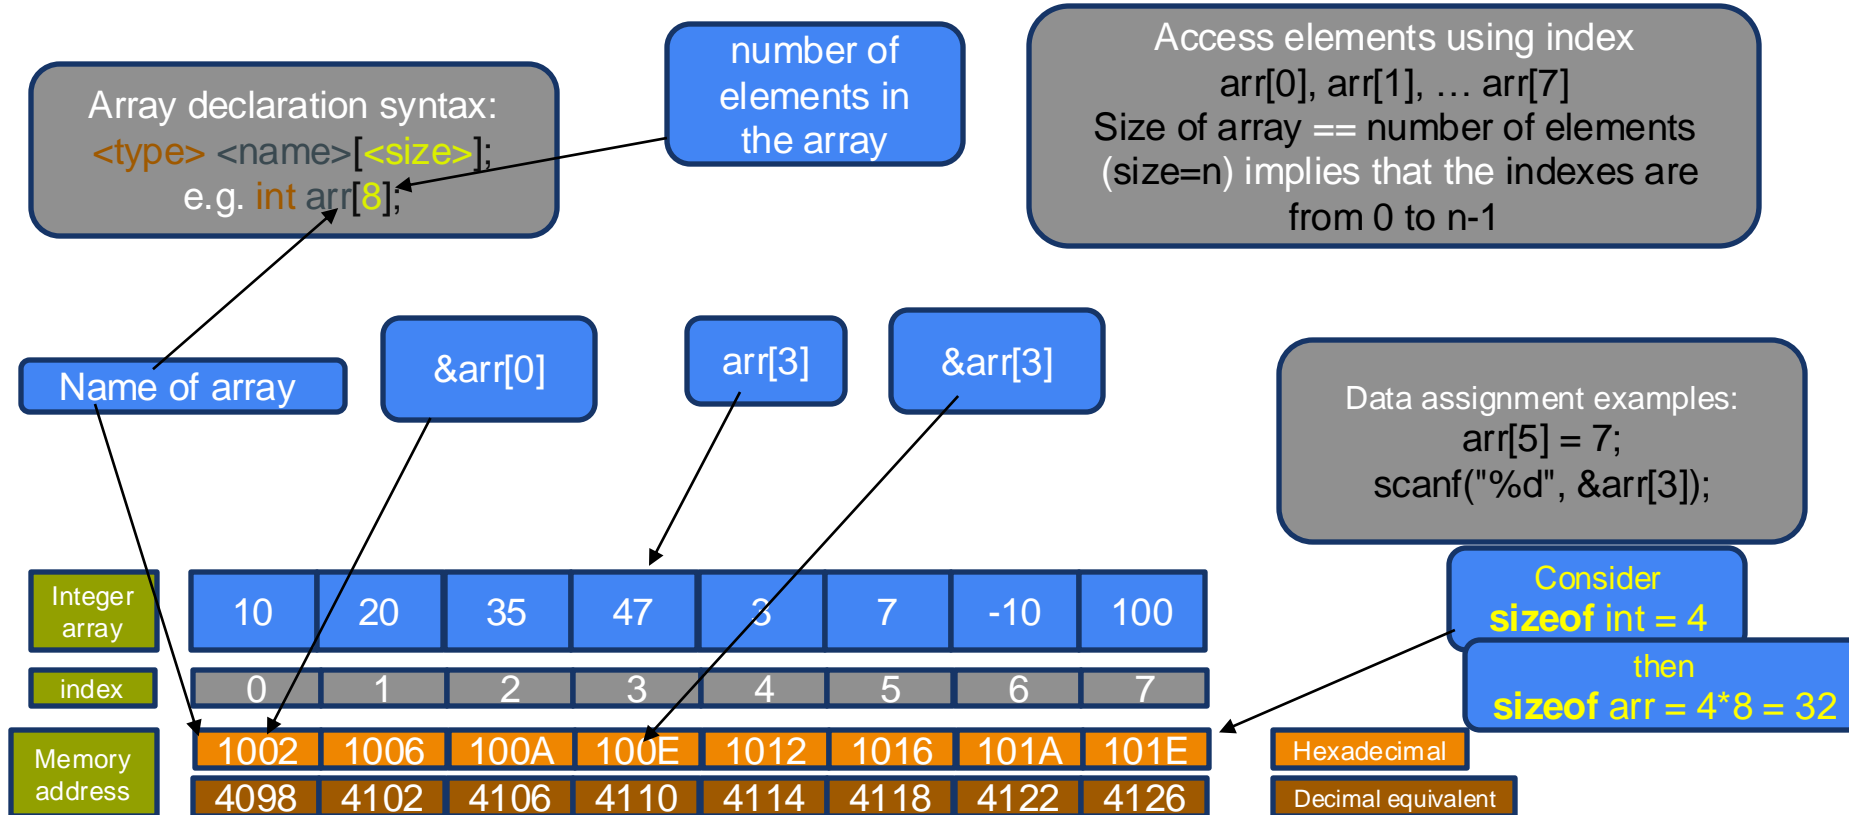 Array declaration syntax:
<type> <name>[<size>];
e.g. int arr[8];
number of
elements in
the array
Access elements using index
arr[0], arr[1], … arr[7]
Size of array == number of elements
(size=n) implies that the indexes are
from 0 to n-1
Name of array
&arr[0]
arr[3]
&arr[3]
Data assignment examples:
arr[5] = 7;
scanf("%d", &arr[3]);
Consider
sizeof int = 4
then
sizeof arr = 4*8 = 32
Integer
array
10 20 35 47 3 7 -10 100
index
0 1 2 3 4 5 6 7
Memory
address
1002 1006 100A 100E 1012 1016 101A 101E
Hexadecimal
4098 4102 4106 4110 4114 4118 4122 4126
Decimal equivalent